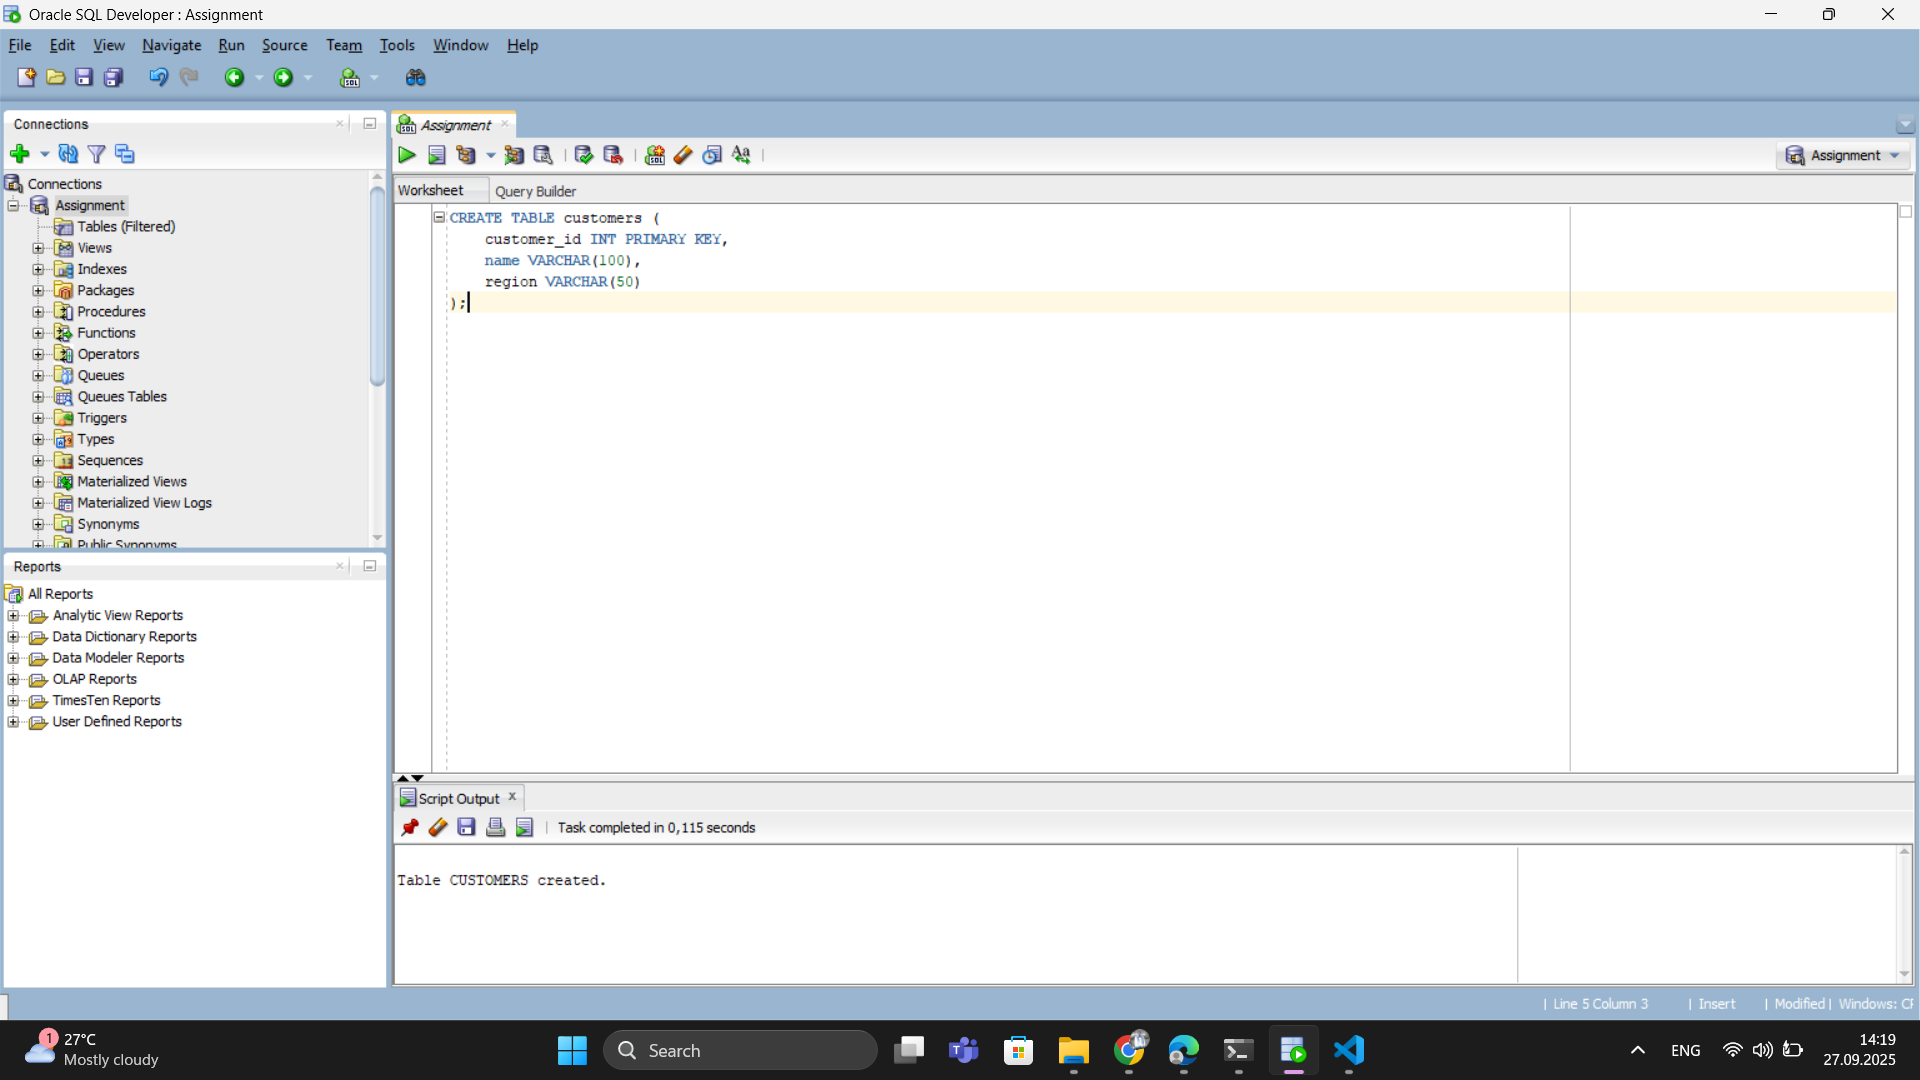 Oracle SQL Developer : Assignment
File Edit View Navigate Run Source Team Tools Window Help
Connections
Assignment
Assignment
Worksheet Query Builder
Connections
Assignment
Tables (Filtered)
Views
Indexes
Packages
Procedures
Functions
Operators
Queues
Queues Tables
Triggers
Types
Sequences
Materialized Views
Materialized View Logs
Synonyms
Public Synonyms
CREATE TABLE customers (
customer_id INT PRIMARY KEY,
name VARCHAR(100),
region VARCHAR(50)
);
Reports
All Reports
Analytic View Reports
Data Dictionary Reports
Data Modeler Reports
OLAP Reports
TimesTen Reports
User Defined Reports
Script Output
Task completed in 0,115 seconds
Table CUSTOMERS created.
Line 5 Column 3 | Insert | Modified | Windows: CF
1
27°C
Mostly cloudy
Search
ENG
14:19
27.09.2025